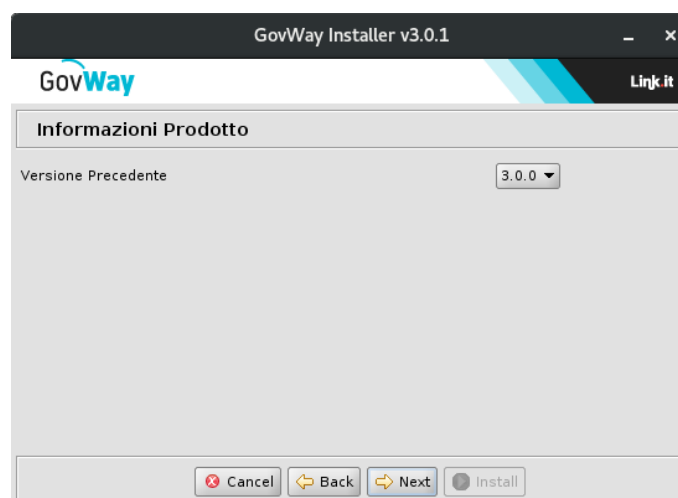 GovWay Installer v3.0.1
GovWay
Link.it
Informazioni Prodotto
Versione Precedente
3.0.0
Cancel Back Next Install